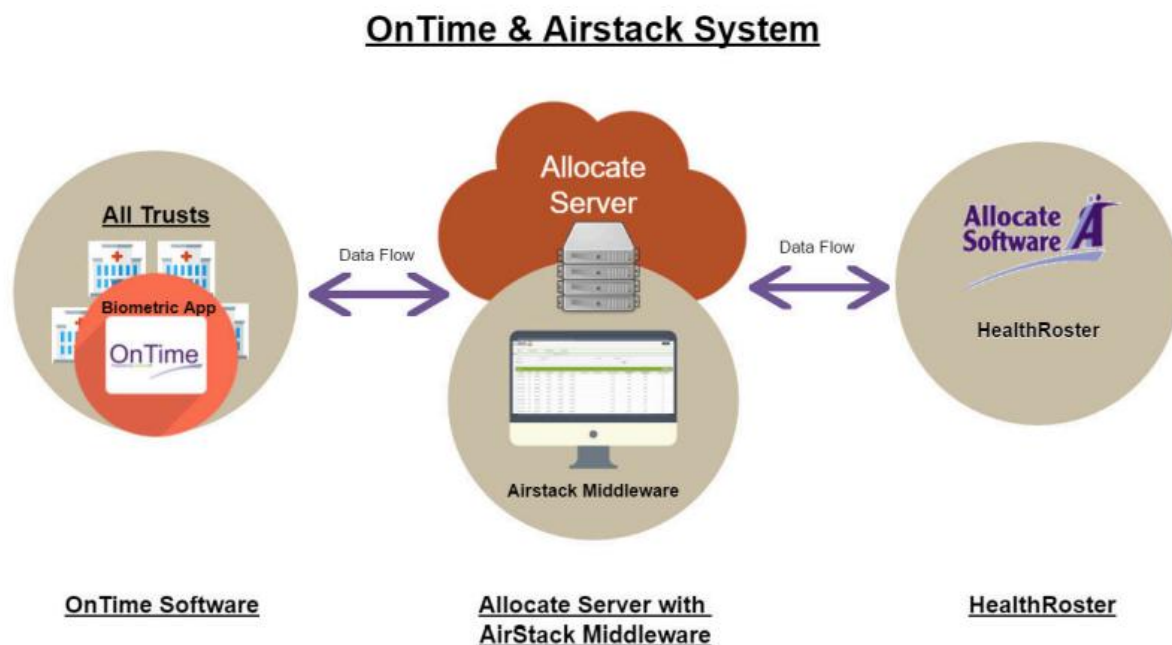 OnTime & Airstack System
Allocate
Server
All Trusts
Biometric App
OnTime
Data Flow
Data Flow
Allocate
Software
HealthRoster
Airstack Middleware
OnTime Software
Allocate Server with
AirStack Middleware
HealthRoster